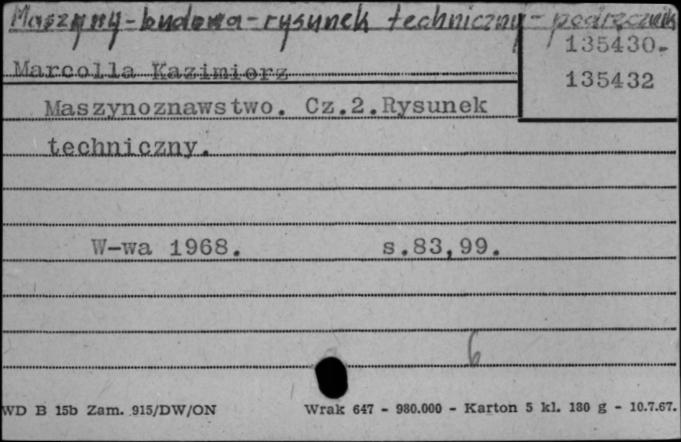 Maszyny-budowa-rysunek techniczny-podręcznik
135430-
Marcolla Kazimierz
135432
Maszynoznawstwo. Cz.2.Rysunek
techniczny.
W-wa 1968. s.83,99.
6
WD B 15b Zam. 915/DW/ON Wrak 647 - 980.000 - Karton 5 kl. 180 g - 10.7.67.